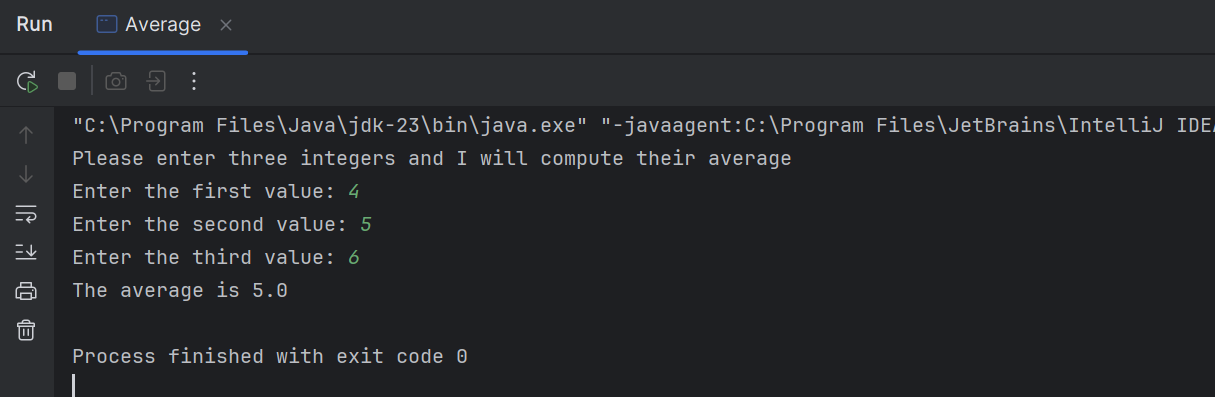 Run Average
"C:\Program Files\Java\jdk-23\bin\java.exe" "-javaagent:C:\Program Files\JetBrains\IntelliJ IDEA
Please enter three integers and I will compute their average
Enter the first value: 4
Enter the second value: 5
Enter the third value: 6
The average is 5.0
Process finished with exit code 0